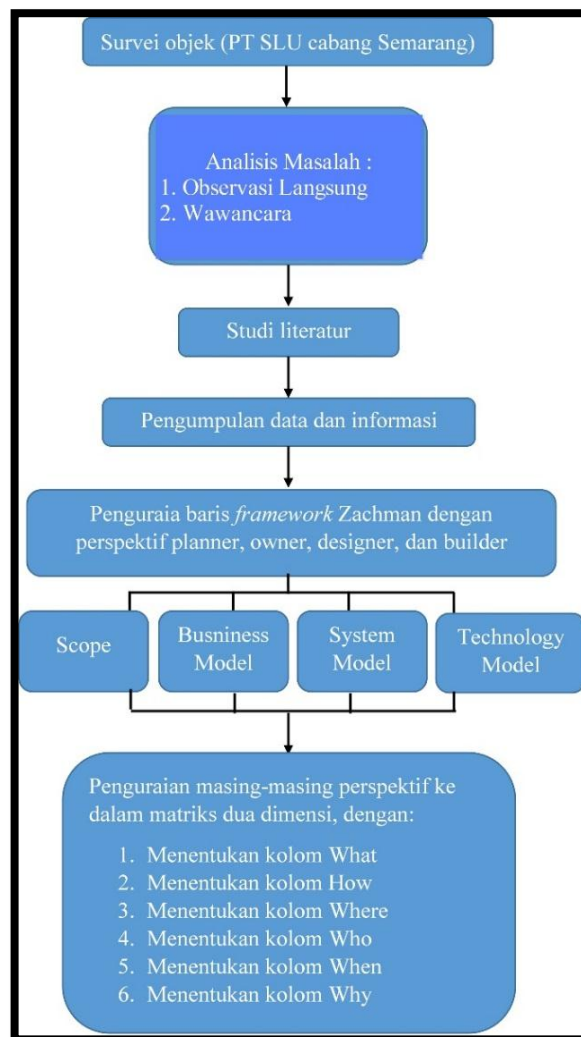 Survei objek (PT SLU cabang Semarang)
Analisis Masalah :
1. Observasi Langsung
2. Wawancara
Studi literatur
Pengumpulan data dan informasi
Penguraia baris framework Zachman dengan
perspektif planner, owner, designer, dan builder
Scope
Busniness
Model
System
Model
Technology
Model
Penguraian masing-masing perspektif ke
dalam matriks dua dimensi, dengan:
1. Menentukan kolom What
2. Menentukan kolom How
3. Menentukan kolom Where
4. Menentukan kolom Who
5. Menentukan kolom When
6. Menentukan kolom Why